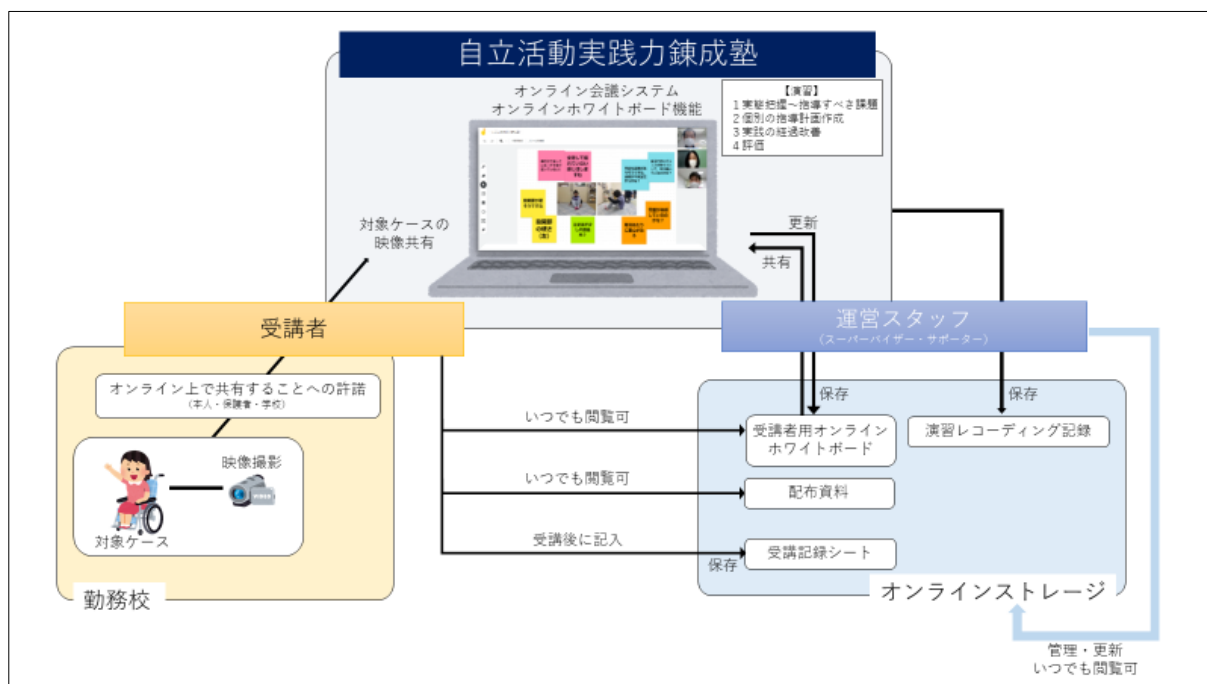 自立活動実践力錬成塾
オンライン会議システム
オンラインホワイトボード機能
【演習】
1 実態把握～指導すべき課題
2 個別の指導計画作成
3 実践の経過改善
4 評価
対象ケースの
映像共有
更新
共有
受講者
運営スタッフ
（スーパーバイザー・サポーター）
オンライン上で共有することへの許諾
（本人・保護者・学校）
映像撮影
対象ケース
勤務校
いつでも閲覧可
いつでも閲覧可
受講後に記入
保存
保存
保存
受講者用オンライン
ホワイトボード
演習レコーディング記録
配布資料
受講記録シート
オンラインストレージ
管理・更新
いつでも閲覧可